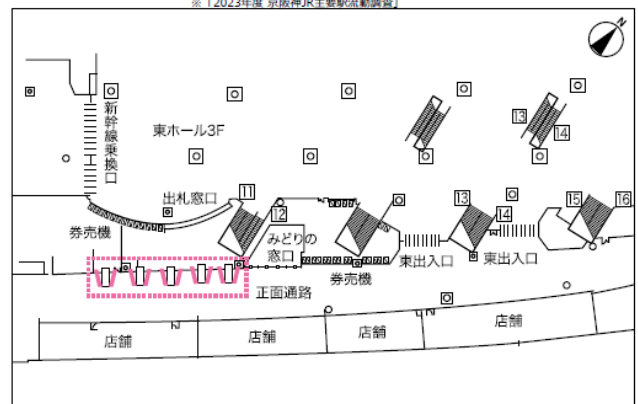 ※「2023年度 京阪神JR主要駅流動調査」
新幹線乗換口
東ホール3F
13
14
出札窓口
11
12
13
14
15
16
券売機
みどりの
窓口
東出入口
東出入口
券売機
正面通路
店舗
店舗
店舗
店舗